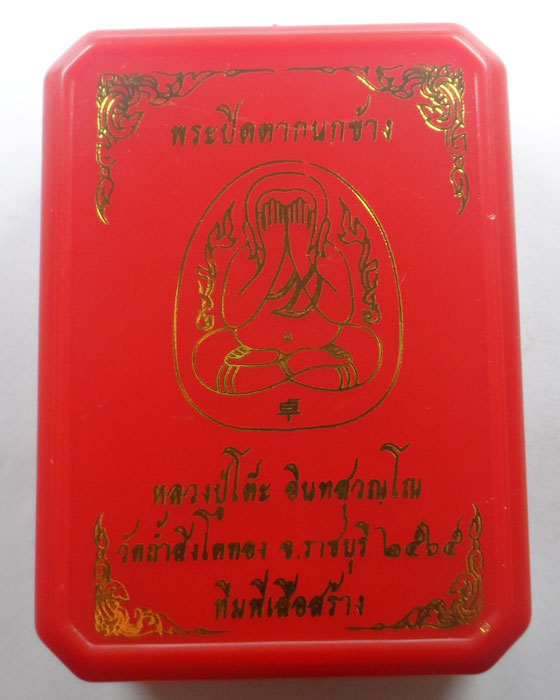 พระปิดตากนกข้าง
卓
หลวงปู่โต๊ะ อินทสุวณฺโณ
วัดถ้ำสิงโตทอง จ.ราชบุรี ๒๕๖๕
ทีมพี่เสือสร้าง